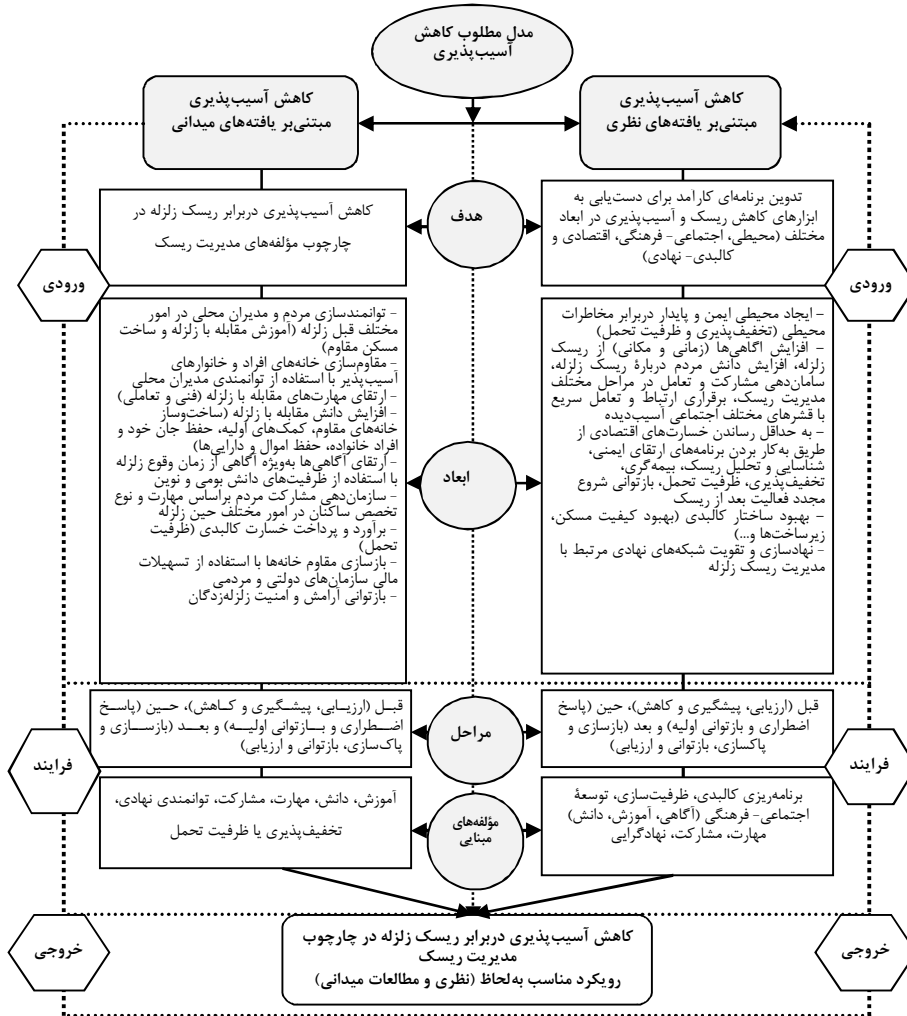 مدل مطلوب کاهش
آسیب‌پذیری
کاهش آسیب‌پذیری
مبتنی‌بر یافته‌های نظری
کاهش آسیب‌پذیری
مبتنی‌بر یافته‌های میدانی
ورودی
تدوین برنامه‌ای کارآمد برای دست‌یابی به
ابزارهای کاهش ریسک و آسیب‌پذیری در ابعاد
مختلف (محیطی، اجتماعی- فرهنگی، اقتصادی و
کالبدی- نهادی)
هدف
کاهش آسیب‌پذیری دربرابر ریسک زلزله در
چارچوب مؤلفه‌های مدیریت ریسک
ورودی
- ایجاد محیطی ایمن و پایدار دربرابر مخاطرات
محیطی (تخفیف‌پذیری و ظرفیت تحمل)
- افزایش آگاهی‌ها (زمانی و مکانی) از ریسک
زلزله، افزایش دانش مردم دربارۀ ریسک زلزله،
سامان‌دهی مشارکت و تعامل در مراحل مختلف
مدیریت ریسک، برقراری ارتباط و تعامل سریع
با قشرهای مختلف اجتماعی آسیب‌دیده
- به حداقل رساندن خسارت‌های اقتصادی از
طریق به‌کار بردن برنامه‌های ارتقای ایمنی،
شناسایی و تحلیل ریسک، بیمه‌گری،
تخفیف‌پذیری، ظرفیت تحمل، بازتوانی شروع
مجدد فعالیت بعد از ریسک
- بهبود ساختار کالبدی (بهبود کیفیت مسکن،
زیرساخت‌ها و...)
- نهادسازی و تقویت شبکه‌های نهادی مرتبط با
مدیریت ریسک زلزله
ابعاد
- توانمندسازی مردم و مدیران محلی در امور
مختلف قبل زلزله (آموزش مقابله با زلزله و ساخت
مسکن مقاوم)
- مقاوم‌سازی خانه‌های افراد و خانوارهای
آسیب‌پذیر با استفاده از توانمندی مدیران محلی
- ارتقای مهارت‌های مقابله با زلزله (فنی و تعاملی)
- افزایش دانش مقابله با زلزله (ساخت‌وساز
خانه‌های مقاوم، کمک‌های اولیه، حفظ جان خود و
افراد خانواده، حفظ اموال و دارایی‌ها)
- ارتقای آگاهی‌ها به‌ویژه آگاهی از زمان وقوع زلزله
با استفاده از ظرفیت‌های دانش بومی و نوین
- سازمان‌دهی مشارکت مردم براساس مهارت و نوع
تخصص ساکنان در امور مختلف حین زلزله
- برآورد و پرداخت خسارت کالبدی (ظرفیت
تحمل)
- بازسازی مقاوم خانه‌ها با استفاده از تسهیلات
مالی سازمان‌های دولتی و مردمی
- بازتوانی آرامش و امنیت زلزله‌زدگان
فرایند
قبل (ارزیابی، پیشگیری و کاهش)، حین (پاسخ
اضطراری و بازتوانی اولیه) و بعد (بازسازی و
پاکسازی، بازتوانی و ارزیابی)
مراحل
قبـل (ارزیـابی، پیشـگیری و کـاهش)، حـین (پاسـخ
اضـطراری و بـازتوانی اولیـه) و بعـد (بازسـازی و
پاک‌سازی، بازتوانی و ارزیابی)
فرایند
برنامه‌ریزی کالبدی، ظرفیت‌سازی، توسعۀ
اجتماعی- فرهنگی (آگاهی، آموزش، دانش)
مهارت، مشارکت، نهادگرایی
مؤلفه‌های
مبنایی
آموزش، دانش، مهارت، مشارکت، توانمندی نهادی،
تخفیف‌پذیری یا ظرفیت تحمل
خروجی
کاهش آسیب‌پذیری دربرابر ریسک زلزله در چارچوب
مدیریت ریسک
رویکرد مناسب به‌لحاظ (نظری و مطالعات میدانی)
خروجی